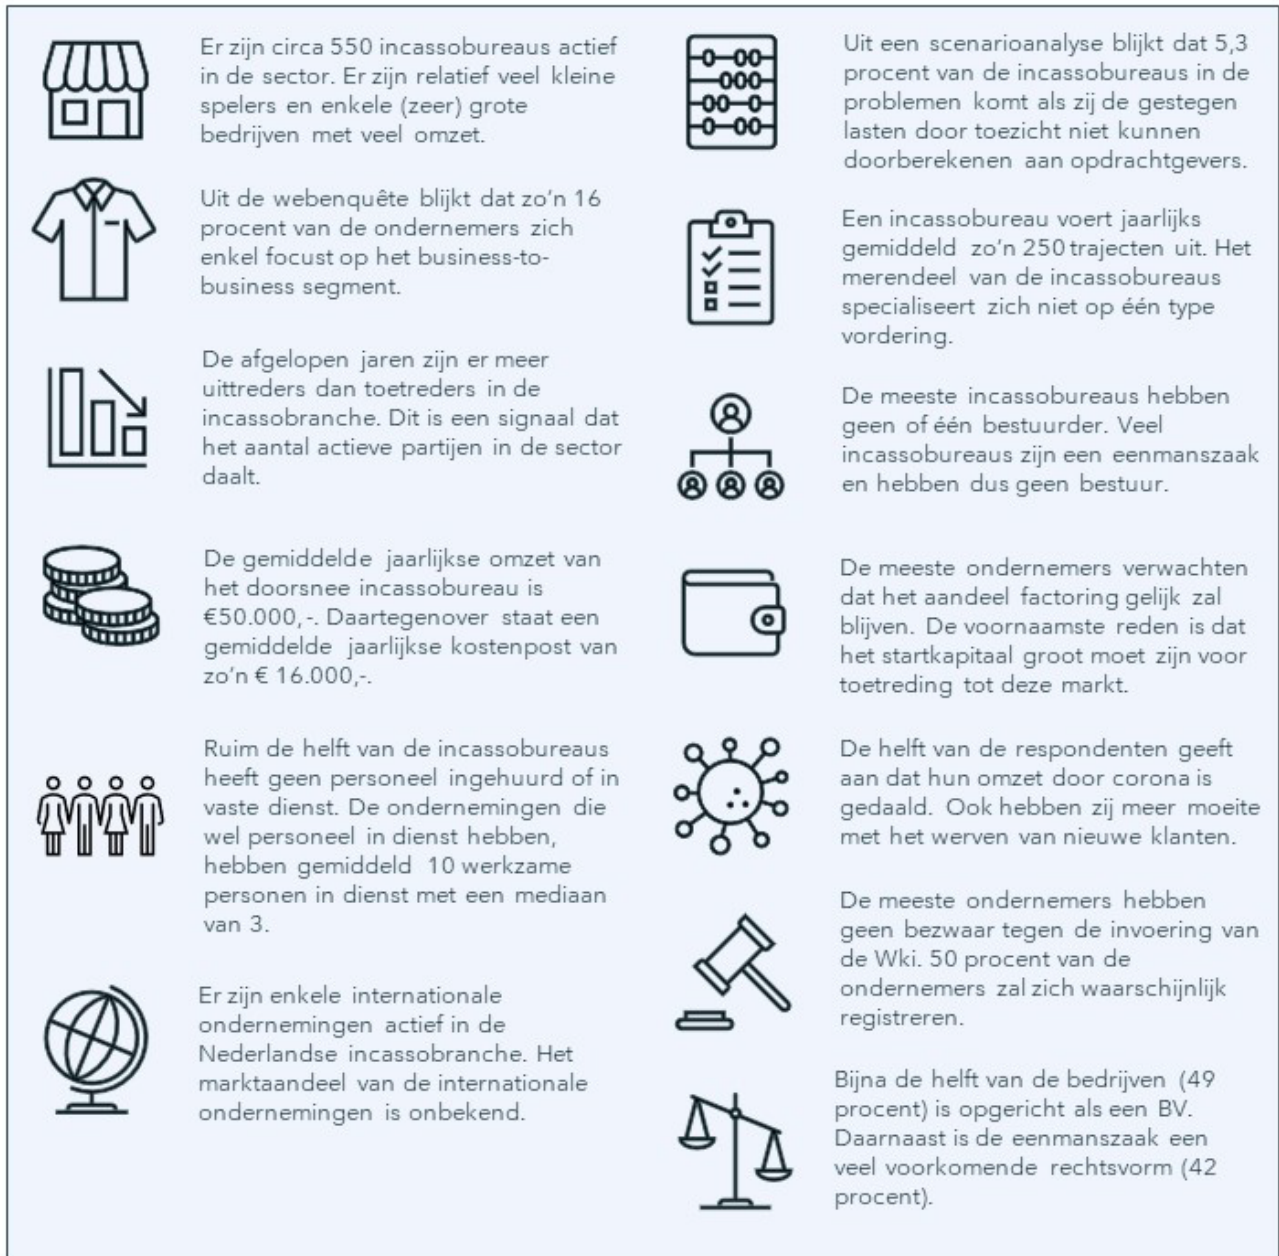 Er zijn circa 550 incassobureaus actief
in de sector. Er zijn relatief veel kleine
spelers en enkele (zeer) grote
bedrijven met veel omzet.
Uit de webenquête blijkt dat zo'n 16
procent van de ondernemers zich
enkel focust op het business-to-
business segment.
De afgelopen jaren zijn er meer
uittreders dan toetreders in de
incassobranche. Dit is een signaal dat
het aantal actieve partijen in de sector
daalt.
De gemiddelde jaarlijkse omzet van
het doorsnee incassobureau is
€50.000,-. Daartegenover staat een
gemiddelde jaarlijkse kostenpost van
zo'n € 16.000,-.
Ruim de helft van de incassobureaus
heeft geen personeel ingehuurd of in
vaste dienst. De ondernemingen die
wel personeel in dienst hebben,
hebben gemiddeld 10 werkzame
personen in dienst met een mediaan
van 3.
Er zijn enkele internationale
ondernemingen actief in de
Nederlandse incassobranche. Het
marktaandeel van de internationale
ondernemingen is onbekend.
Uit een scenarioanalyse blijkt dat 5,3
procent van de incassobureaus in de
problemen komt als zij de gestegen
lasten door toezicht niet kunnen
doorberekenen aan opdrachtgevers.
Een incassobureau voert jaarlijks
gemiddeld zo'n 250 trajecten uit. Het
merendeel van de incassobureaus
specialiseert zich niet op één type
vordering.
De meeste incassobureaus hebben
geen of één bestuurder. Veel
incassobureaus zijn een eenmanszaak
en hebben dus geen bestuur.
De meeste ondernemers verwachten
dat het aandeel factoring gelijk zal
blijven. De voornaamste reden is dat
het startkapitaal groot moet zijn voor
toetreding tot deze markt.
De helft van de respondenten geeft
aan dat hun omzet door corona is
gedaald. Ook hebben zij meer moeite
met het werven van nieuwe klanten.
De meeste ondernemers hebben
geen bezwaar tegen de invoering van
de Wki. 50 procent van de
ondernemers zal zich waarschijnlijk
registreren.
Bijna de helft van de bedrijven (49
procent) is opgericht als een BV.
Daarnaast is de eenmanszaak een
veel voorkomende rechtsvorm (42
procent).